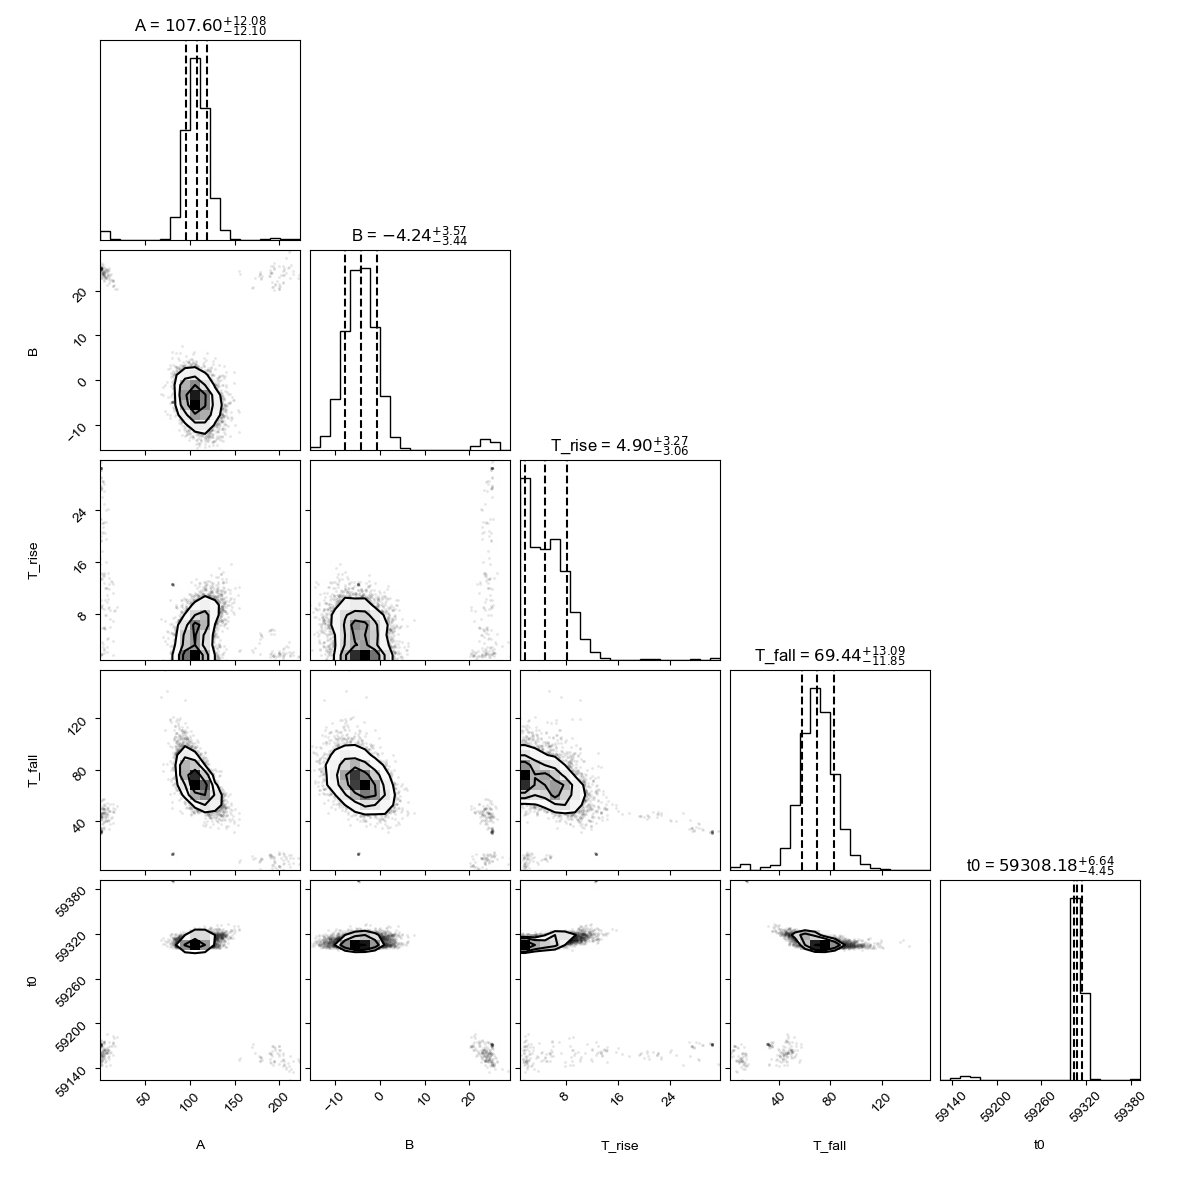 A = 107.60+12.08−12.10
B = −4.24+3.57−3.44
20
10
0
−10
B
T_rise = 4.90+3.27−3.06
24
16
8
T_rise
T_fall = 69.44+13.09−11.85
120
80
40
T_fall
t0 = 59308.18+6.64−4.45
59380
59320
59260
59200
59140
t0
50 100 150 200
−10 0 10 20
8 16 24
40 80 120
59140 59200 59260 59320 59380
A B T_rise T_fall t0